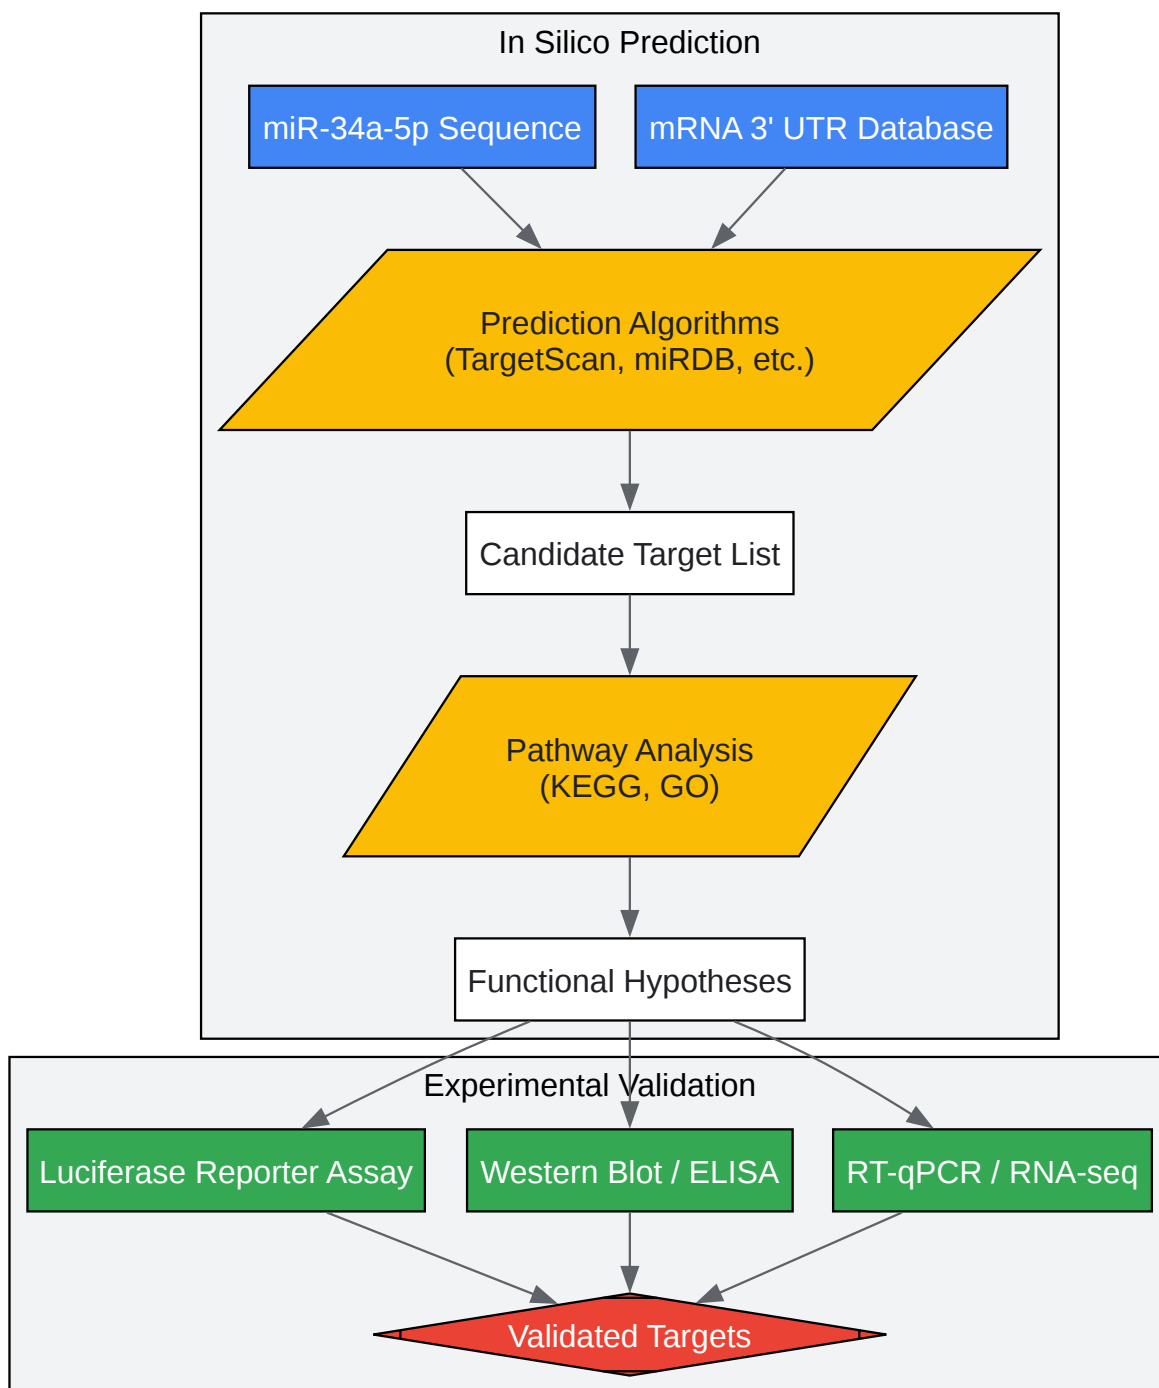 In Silico Prediction
miR-34a-5p Sequence
mRNA 3' UTR Database
Prediction Algorithms
(TargetScan, miRDB, etc.)
Candidate Target List
Pathway Analysis
(KEGG, GO)
Functional Hypotheses
Experimental Validation
Luciferase Reporter Assay
Western Blot / ELISA
RT-qPCR / RNA-seq
Validated Targets